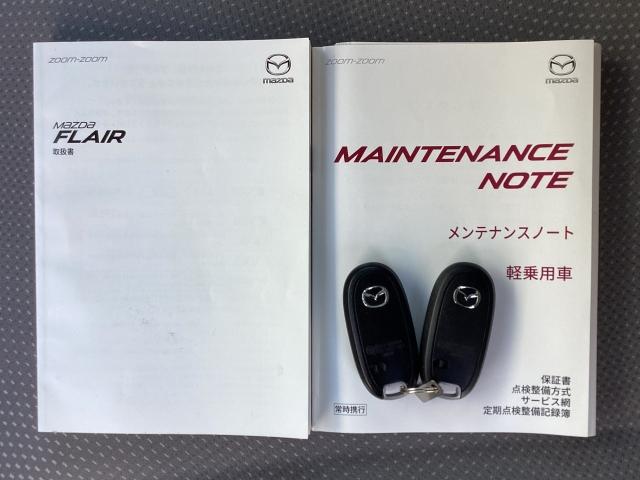 zoom-zoom
mazda
mazda
FLAIR
取扱書
zoom-zoom
mazda
MAINTENANCE
NOTE
メンテナンスノート
軽乗用車
保証書
点検整備方式
サービス網
定期点検整備記録簿
常時携行